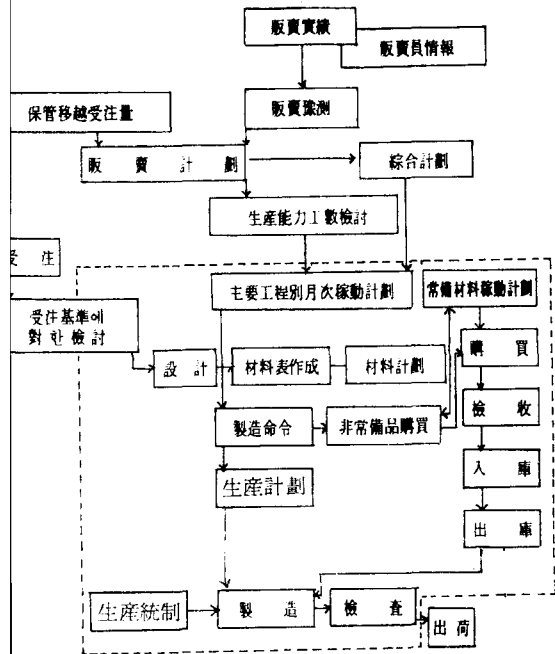 販賣實績
販賣員情報
保管移越受注量
販賣豫測
販賣計劃
綜合計劃
生産能力工數檢討
受注
主要工程別月次稼動計劃
常備材料稼動計劃
受注基準에
對한檢討
購買
設計
材料表作成
材料計劃
檢收
製造命令
非常備品購買
入庫
生産計劃
出庫
生産統制
製造
檢査
出荷